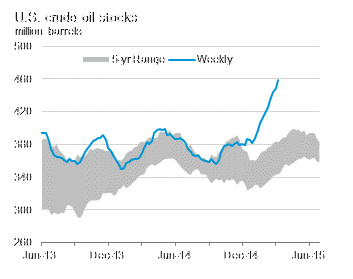 U.S. crude oil stocks
million barrels
500
5-yr Range Weekly
460
420
380
340
300
260
Jun-13 Dec-13 Jun-14 Dec-14 Jun-15